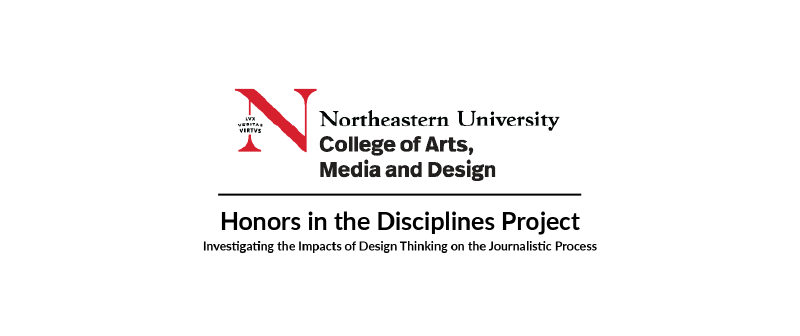 LVX
VERITAS
VIRTVS
Northeastern University
College of Arts,
Media and Design
Honors in the Disciplines Project
Investigating the Impacts of Design Thinking on the Journalistic Process